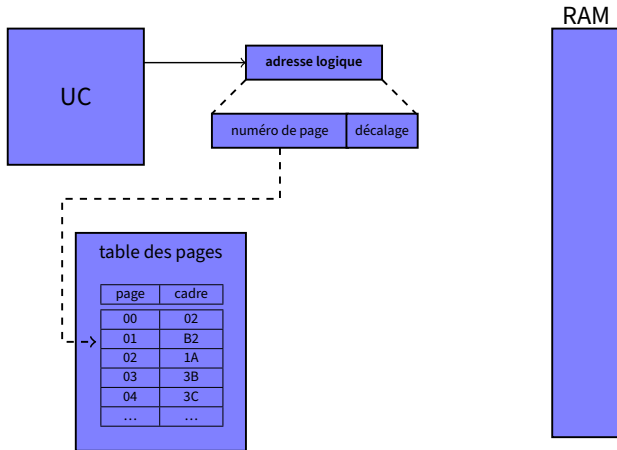 RAM
UC
adresse logique
numéro de page décalage
table des pages
page cadre
00 02
01 B2
02 1A
03 3B
04 3C
... ...